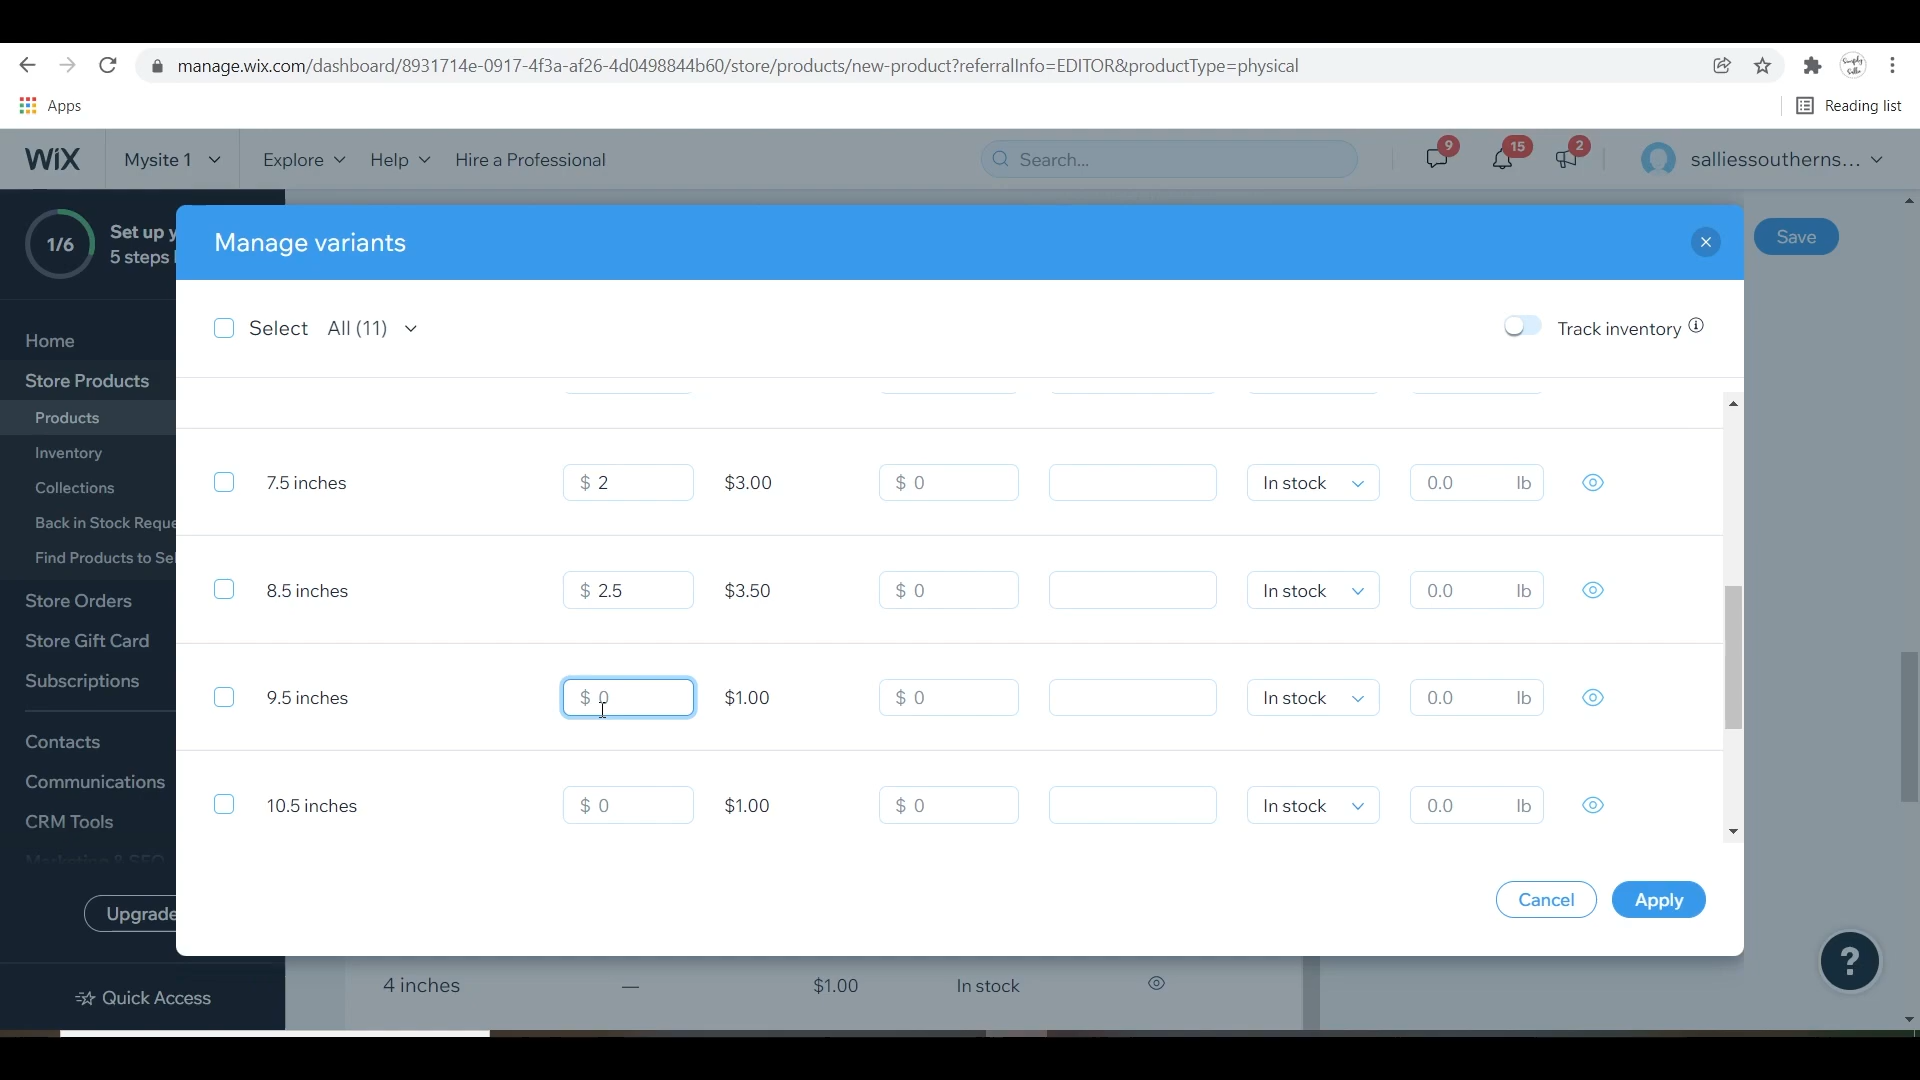 manage.wix.com/dashboard/8931714e-0917-4f3a-af26-4d0498844b60/store/products/new-product?referralInfo=EDITOR&productType=physical
Apps
Reading list
WiX Mysite 1 Explore Help Hire a Professional Search... 9 15 2 salliessoutherns...
1/6 Set up y
5 steps
Manage variants
Save
Select All (11)
Track inventory
Home
Store Products
Products
Inventory
Collections
Back in Stock Reque
Find Products to Sel
Store Orders
Store Gift Card
Subscriptions
Contacts
Communications
CRM Tools
Marketing & SEO
Upgrade
Quick Access
7.5 inches $ 2 $3.00 $ 0 In stock 0.0 lb
8.5 inches $ 2.5 $3.50 $ 0 In stock 0.0 lb
9.5 inches $ 0 $1.00 $ 0 In stock 0.0 lb
10.5 inches $ 0 $1.00 $ 0 In stock 0.0 lb
Cancel Apply
?
4 inches — $1.00 In stock